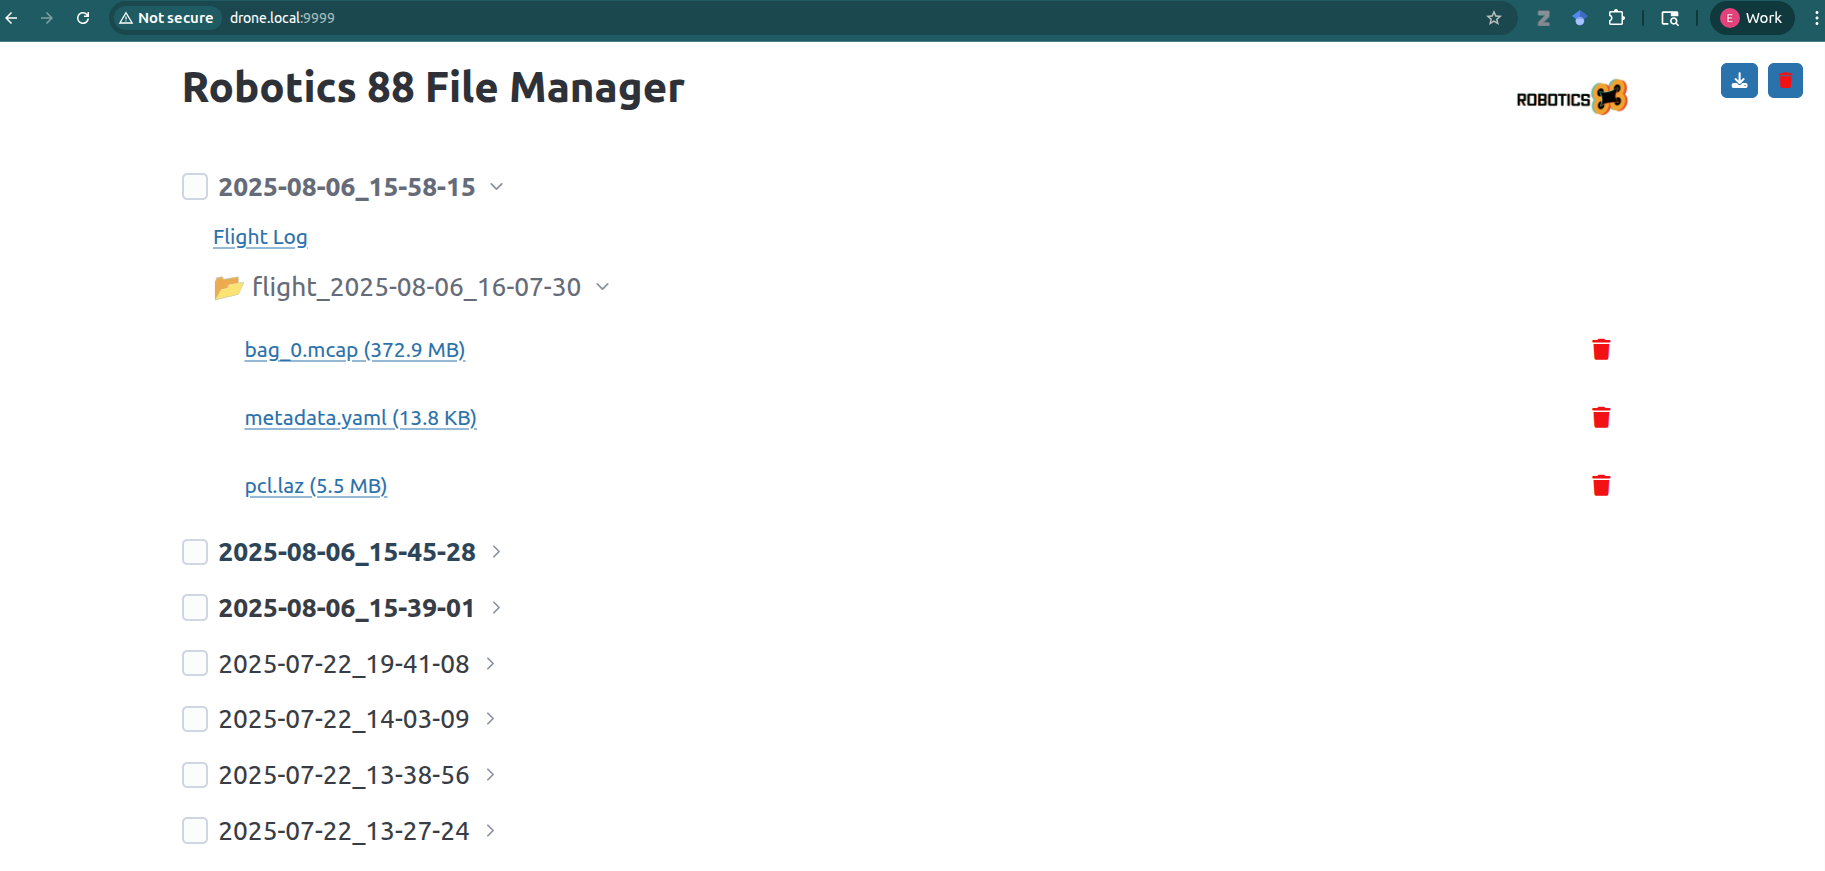 Not secure drone.local:9999 E Work
Robotics 88 File Manager
ROBOTICS 88
2025-08-06_15-58-15
Flight Log
flight_2025-08-06_16-07-30
bag_0.mcap (372.9 MB)
metadata.yaml (13.8 KB)
pcl.laz (5.5 MB)
2025-08-06_15-45-28
2025-08-06_15-39-01
2025-07-22_19-41-08
2025-07-22_14-03-09
2025-07-22_13-38-56
2025-07-22_13-27-24